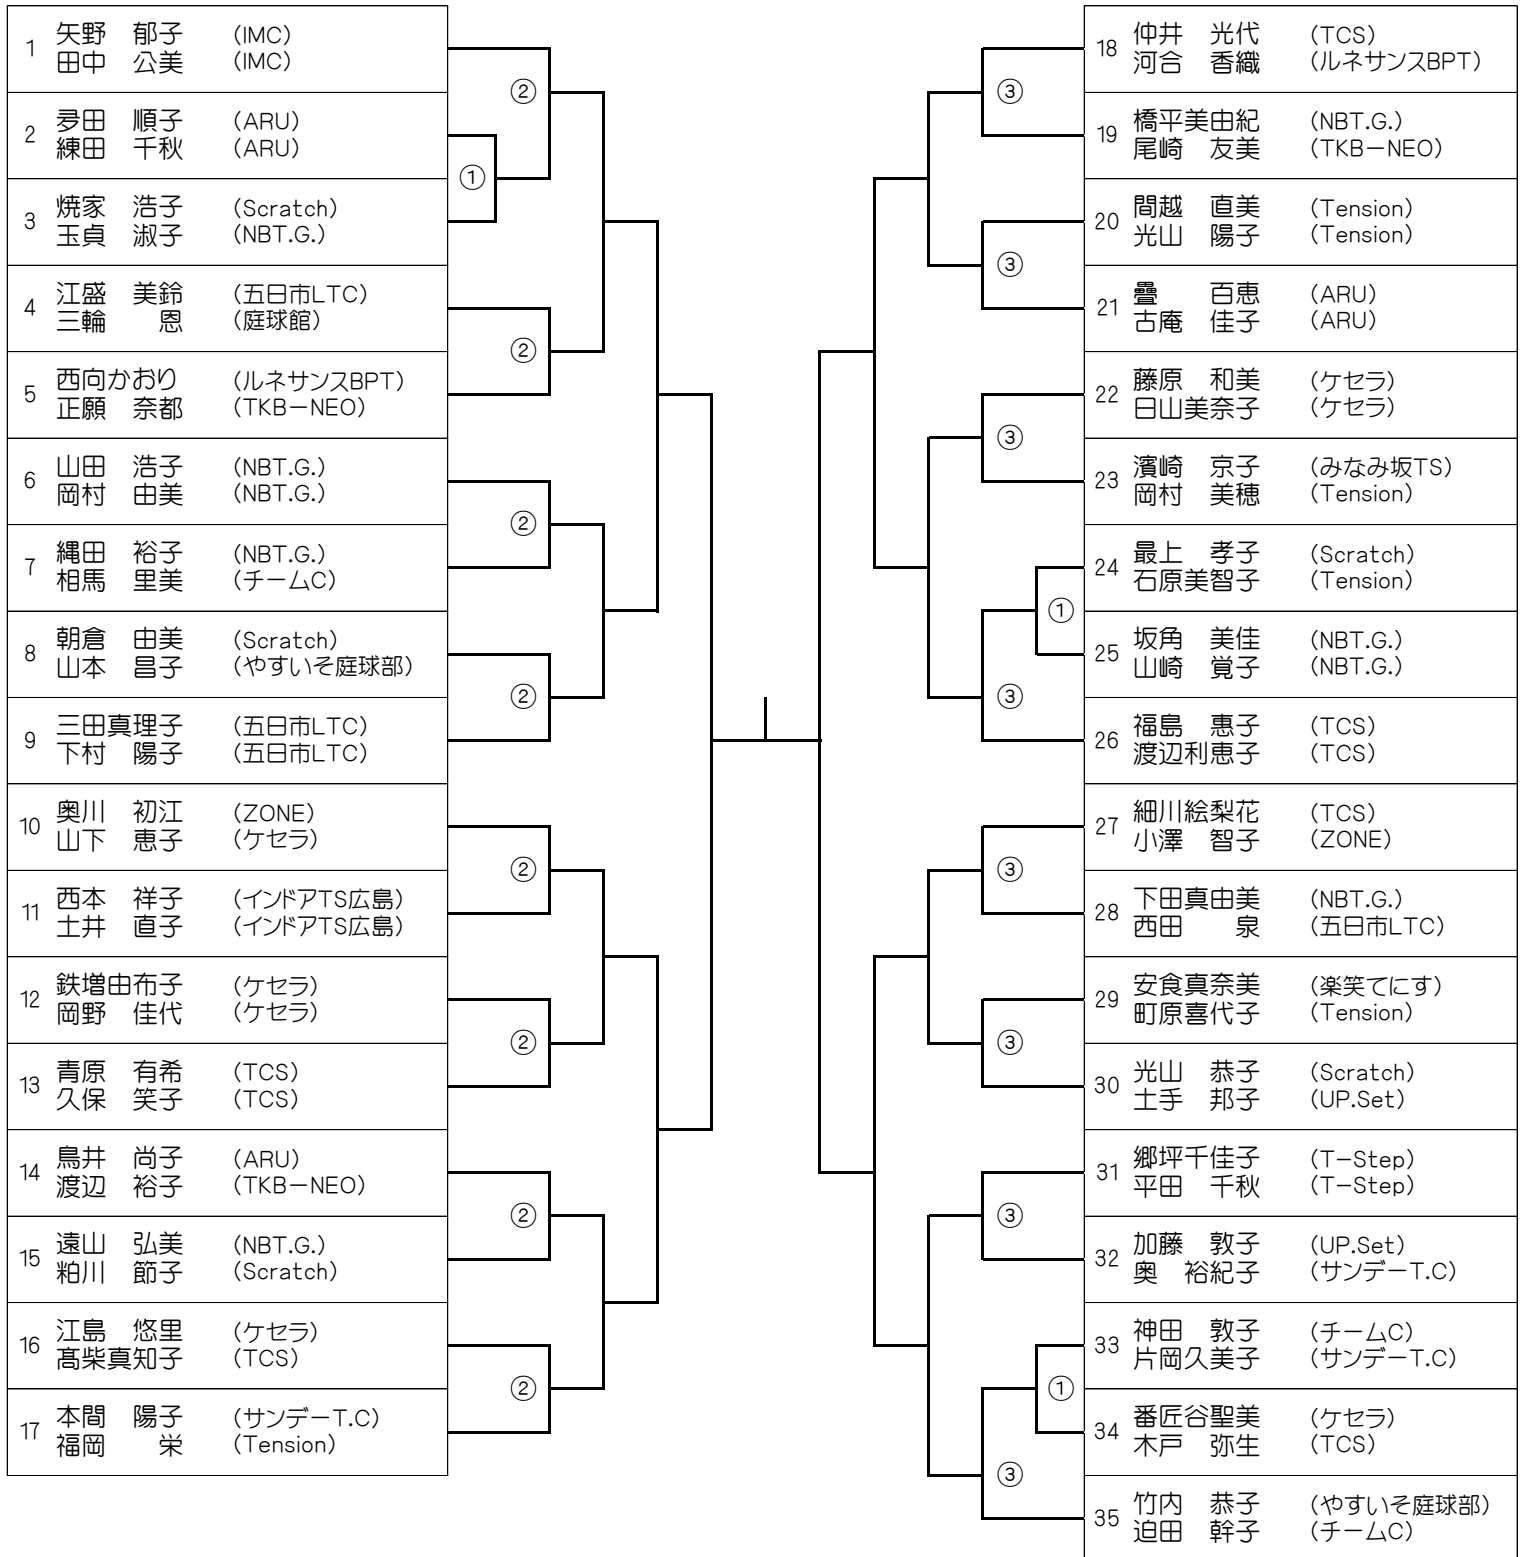 1 矢野　郁子 (IMC)
田中　公美 (IMC)
2 夛田　順子 (ARU)
練田　千秋 (ARU)
3 焼家　浩子 (Scratch)
玉貞　淑子 (NBT.G.)
4 江盛　美鈴 (五日市LTC)
三輪　　恩 (庭球館)
5 西向かおり (ルネサンスBPT)
正願　奈都 (TKB－NEO)
6 山田　浩子 (NBT.G.)
岡村　由美 (NBT.G.)
7 縄田　裕子 (NBT.G.)
相馬　里美 (チームC)
8 朝倉　由美 (Scratch)
山本　昌子 (やすいそ庭球部)
9 三田真理子 (五日市LTC)
下村　陽子 (五日市LTC)
10 奥川　初江 (ZONE)
山下　恵子 (ケセラ)
11 西本　祥子 (インドアTS広島)
土井　直子 (インドアTS広島)
12 鉄増由布子 (ケセラ)
岡野　佳代 (ケセラ)
13 青原　有希 (TCS)
久保　笑子 (TCS)
14 鳥井　尚子 (ARU)
渡辺　裕子 (TKB－NEO)
15 遠山　弘美 (NBT.G.)
粕川　節子 (Scratch)
16 江島　悠里 (ケセラ)
髙柴真知子 (TCS)
17 本間　陽子 (サンデーT.C)
福岡　　栄 (Tension)
②
①
②
②
②
②
②
②
②
③
③
③
①
③
③
③
③
①
③
18 仲井　光代 (TCS)
河合　香織 (ルネサンスBPT)
19 橋平美由紀 (NBT.G.)
尾崎　友美 (TKB－NEO)
20 間越　直美 (Tension)
光山　陽子 (Tension)
21 疊　　百恵 (ARU)
古庵　佳子 (ARU)
22 藤原　和美 (ケセラ)
日山美奈子 (ケセラ)
23 濱崎　京子 (みなみ坂TS)
岡村　美穂 (Tension)
24 最上　孝子 (Scratch)
石原美智子 (Tension)
25 坂角　美佳 (NBT.G.)
山崎　覚子 (NBT.G.)
26 福島　恵子 (TCS)
渡辺利恵子 (TCS)
27 細川絵梨花 (TCS)
小澤　智子 (ZONE)
28 下田真由美 (NBT.G.)
西田　　泉 (五日市LTC)
29 安食真奈美 (楽笑てにす)
町原喜代子 (Tension)
30 光山　恭子 (Scratch)
土手　邦子 (UP.Set)
31 郷坪千佳子 (T－Step)
平田　千秋 (T－Step)
32 加藤　敦子 (UP.Set)
奥　裕紀子 (サンデーT.C)
33 神田　敦子 (チームC)
片岡久美子 (サンデーT.C)
34 番匠谷聖美 (ケセラ)
木戸　弥生 (TCS)
35 竹内　恭子 (やすいそ庭球部)
迫田　幹子 (チームC)